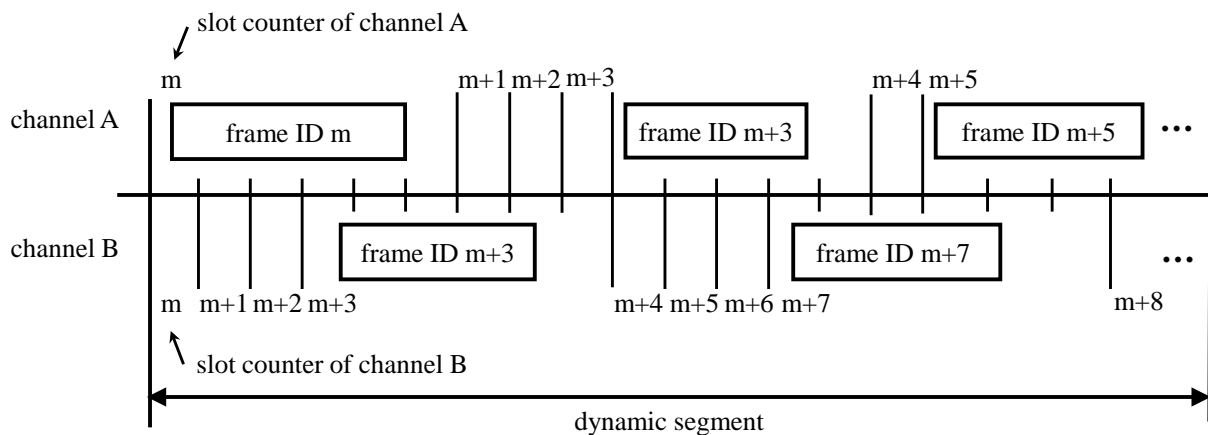 slot counter of channel A
m m+1 m+2 m+3 m+4 m+5
channel A frame ID m frame ID m+3 frame ID m+5 ...
channel B frame ID m+3 frame ID m+7 ...
m m+1 m+2 m+3 m+4 m+5 m+6 m+7 m+8
slot counter of channel B
dynamic segment